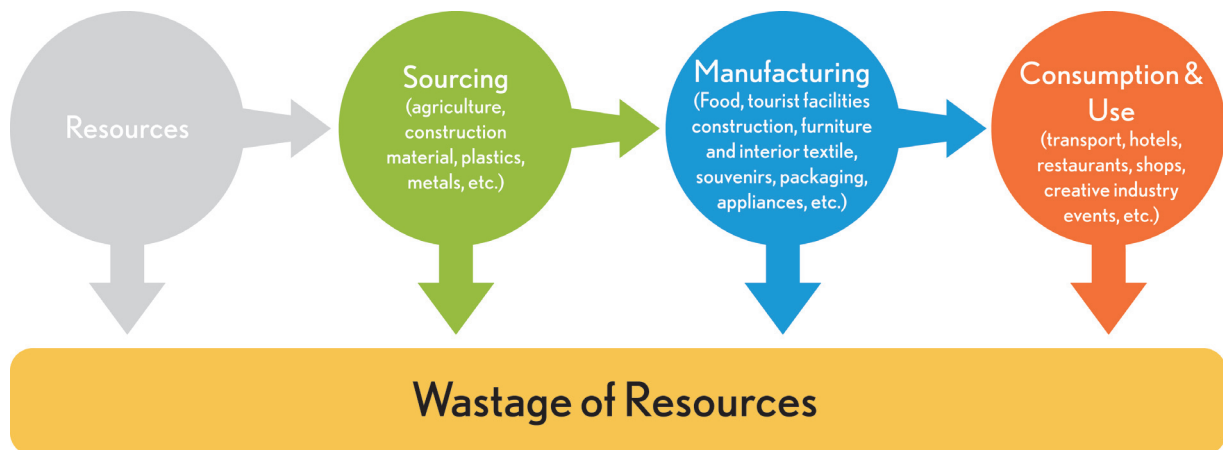 Resources
Sourcing
(agriculture,
construction
material, plastics,
metals, etc.)
Manufacturing
(Food, tourist facilities
construction, furniture
and interior textile,
souvenirs, packaging,
appliances, etc.)
Consumption &
Use
(transport, hotels,
restaurants, shops,
creative industry
events, etc.)
Wastage of Resources